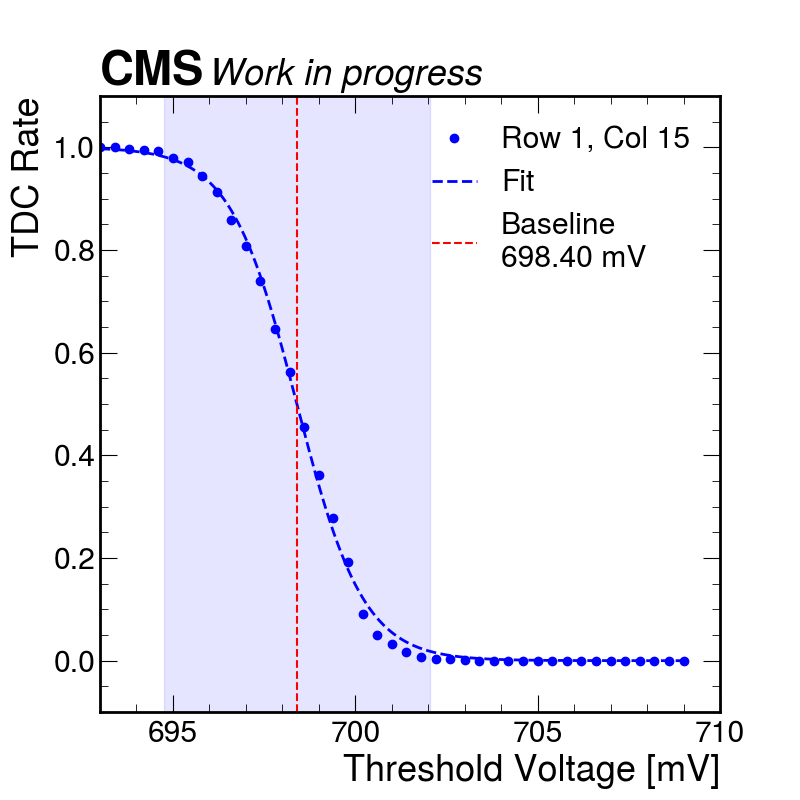 CMS Work in progress
TDC Rate
1.0
0.8
0.6
0.4
0.2
0.0
Row 1, Col 15
Fit
Baseline
698.40 mV
695
700
705
710
Threshold Voltage [mV]